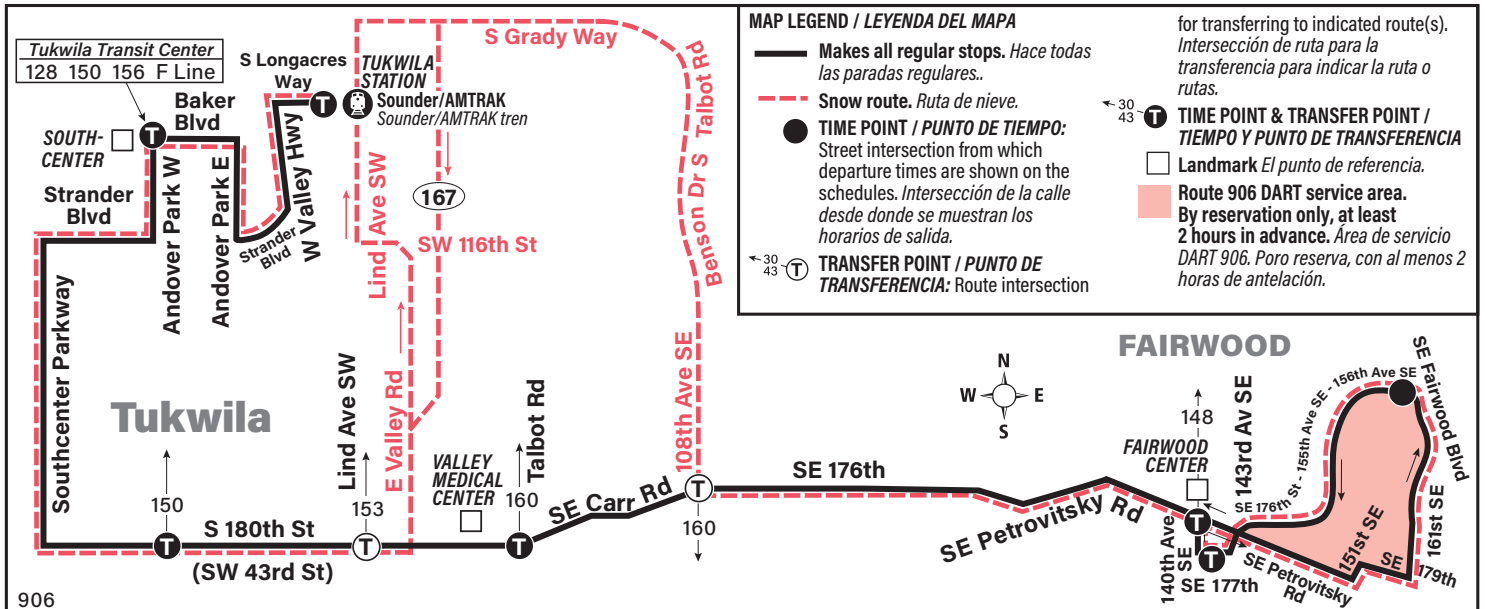 Tukwila Transit Center
128 150 156 F Line
S Longacres
Way
TUKWILA
STATION
Sounder/AMTRAK
Sounder/AMTRAK tren
S Grady Way
Baker
Blvd
SOUTH-
CENTER
Strander
Blvd
Andover Park W
Andover Park E
Strander
Blvd
W Valley Hwy
Lind Ave SW
167
SW 116th St
Benson Dr S Talbot Rd
Southcenter Parkway
Tukwila
150
Lind Ave SW
153
E Valley Rd
VALLEY
MEDICAL
CENTER
160
Talbot Rd
S 180th St
(SW 43rd St)
SE Carr Rd
108th Ave SE
160
SE 176th
SE Petrovitsky Rd
N
W E
S
FAIRWOOD
148
FAIRWOOD
CENTER
143rd Av SE
SE 176th St - 155th Ave SE - 156th Ave SE
SE Fairwood Blvd
140th Ave
SE
SE 177th
SE Petrovitsky
Rd
151st SE
SE 179th
161st SE
T
T
T
T
T
T
T
T
906
MAP LEGEND / LEYENDA DEL MAPA
Makes all regular stops. Hace todas
las paradas regulares..
Snow route. Ruta de nieve.
TIME POINT / PUNTO DE TIEMPO:
Street intersection from which
departure times are shown on the
schedules. Intersección de la calle
desde donde se muestran los
horarios de salida.
30
43 T TRANSFER POINT / PUNTO DE
TRANSFERENCIA: Route intersection
for transferring to indicated route(s).
Intersección de ruta para la
transferencia para indicar la ruta o
rutas.
30
43 T TIME POINT & TRANSFER POINT /
TIEMPO Y PUNTO DE TRANSFERENCIA
Landmark El punto de referencia.
Route 906 DART service area.
By reservation only, at least
2 hours in advance. Área de servicio
DART 906. Poro reserva, con al menos 2
horas de antelación.